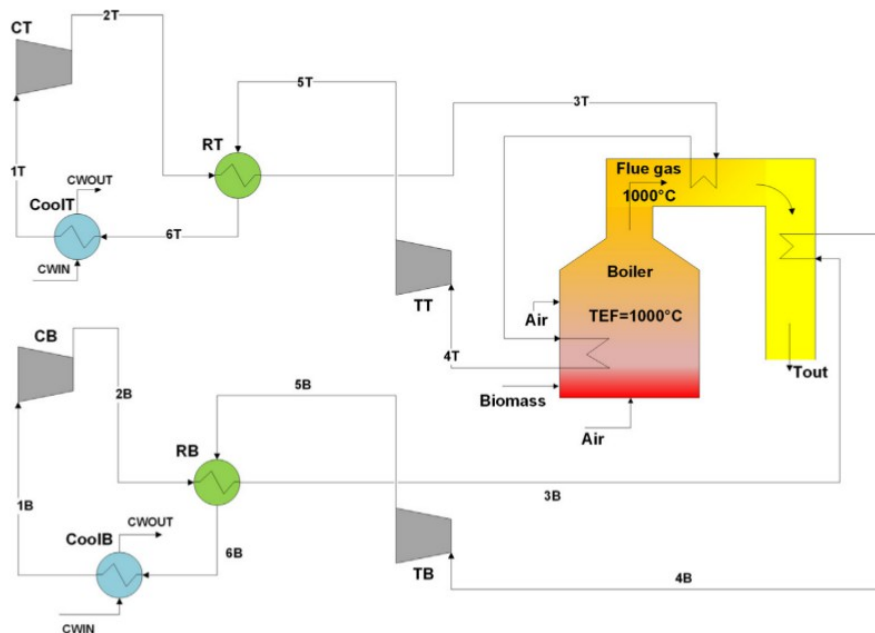 CT
2T
5T
3T
RT
1T
CWOUT
CoolT
6T
CWIN
TT
Flue gas
1000°C
Boiler
Air
TEF=1000°C
4T
Biomass
Air
Tout
CB
2B
5B
RB
3B
1B
CWOUT
CoolB
6B
TB
4B
CWIN